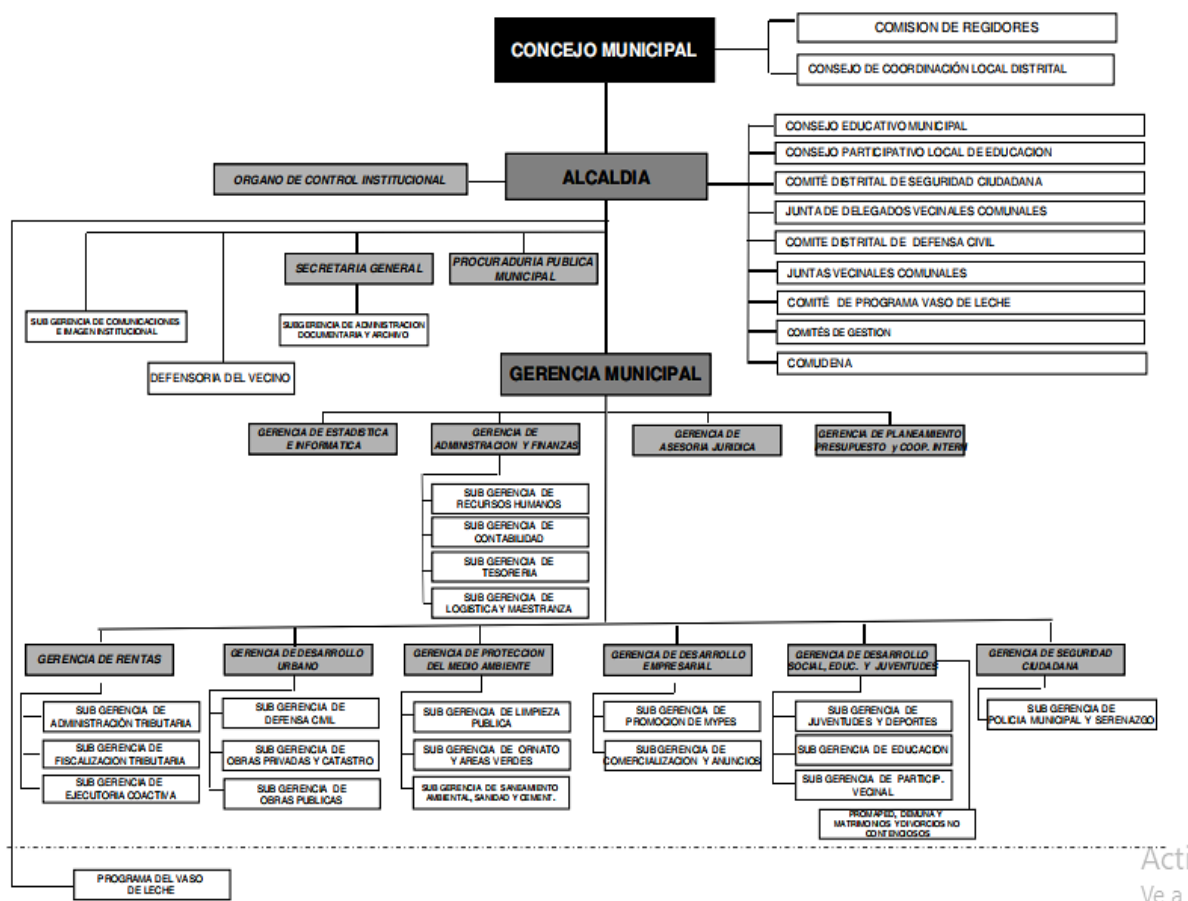 CONCEJO MUNICIPAL
COMISION DE REGIDORES
CONSEJO DE COORDINACIÓN LOCAL DISTRITAL
ALCALDIA
ORGANO DE CONTROL INSTITUCIONAL
CONSEJO EDUCATIVO MUNICIPAL
CONSEJO PARTICIPATIVO LOCAL DE EDUCACION
COMITÉ DISTRITAL DE SEGURIDAD CIUDADANA
JUNTA DE DELEGADOS VECINALES COMUNALES
COMITE DISTRITAL DE DEFENSA CIVIL
JUNTAS VECINALES COMUNALES
COMITÉ DE PROGRAMA VASO DE LECHE
COMITÉS DE GESTION
COMUDENA
SECRETARIA GENERAL
PROCURADURIA PUBLICA
MUNICIPAL
SUB GERENCIA DE COMUNICACIONES
E IMAGEN INSTITUCIONAL
SUBGERENCIA DE ADMINISTRACION
DOCUMENTARIA Y ARCHIVO
DEFENSORIA DEL VECINO
GERENCIA MUNICIPAL
GERENCIA DE ESTADISTICA
E INFORMATICA
GERENCIA DE
ADMINISTRACION Y FINANZAS
GERENCIA DE
ASESORIA JURIDICA
GERENCIA DE PLANEAMIENTO
PRESUPUESTO y COOP. INTERN
SUB GERENCIA DE
RECURSOS HUMANOS
SUB GERENCIA DE
CONTABILIDAD
SUB GERENCIA DE
TESORERIA
SUB GERENCIA DE
LOGISTICA Y MAESTRANZA
GERENCIA DE RENTAS
GERENCIA DE DESARROLLO
URBANO
GERENCIA DE PROTECCION
DEL MEDIO AMBIENTE
GERENCIA DE DESARROLLO
EMPRESARIAL
GERENCIA DE DESARROLLO
SOCIAL, EDUC. Y JUVENTUDES
GERENCIA DE SEGURIDAD
CIUDADANA
SUB GERENCIA DE
ADMINISTRACIÒN TRIBUTARIA
SUB GERENCIA DE
FISCALIZACIÓN TRIBUTARIA
SUB GERENCIA DE
EJECUTORIA COACTIVA
SUB GERENCIA DE
DEFENSA CIVIL
SUB GERENCIA DE
OBRAS PRIVADAS Y CATASTRO
SUB GERENCIA DE
OBRAS PUBLICAS
SUB GERENCIA DE LIMPIEZA
PUBLICA
SUB GERENCIA DE ORNATO
Y AREAS VERDES
SUB GERENCIA DE SANEAMIENTO
AMBIENTAL, SANIDAD Y CEMENT.
SUB GERENCIA DE
PROMOCION DE MYPES
SUBGERENCIA DE
COMERCIALIZACION Y ANUNCIOS
SUB GERENCIA DE
JUVENTUDES Y DEPORTES
SUB GERENCIA DE EDUCACION
SUB GERENCIA DE PARTICIP.
VECINAL
PROMAPED, DEMUNA Y
MATRIMONIOS Y DIVORCIOS NO
CONTENCIOSOS
SUB GERENCIA DE
POLICIA MUNICIPAL Y SERENAZGO
PROGRAMA DEL VASO
DE LECHE
Acti
Ve a